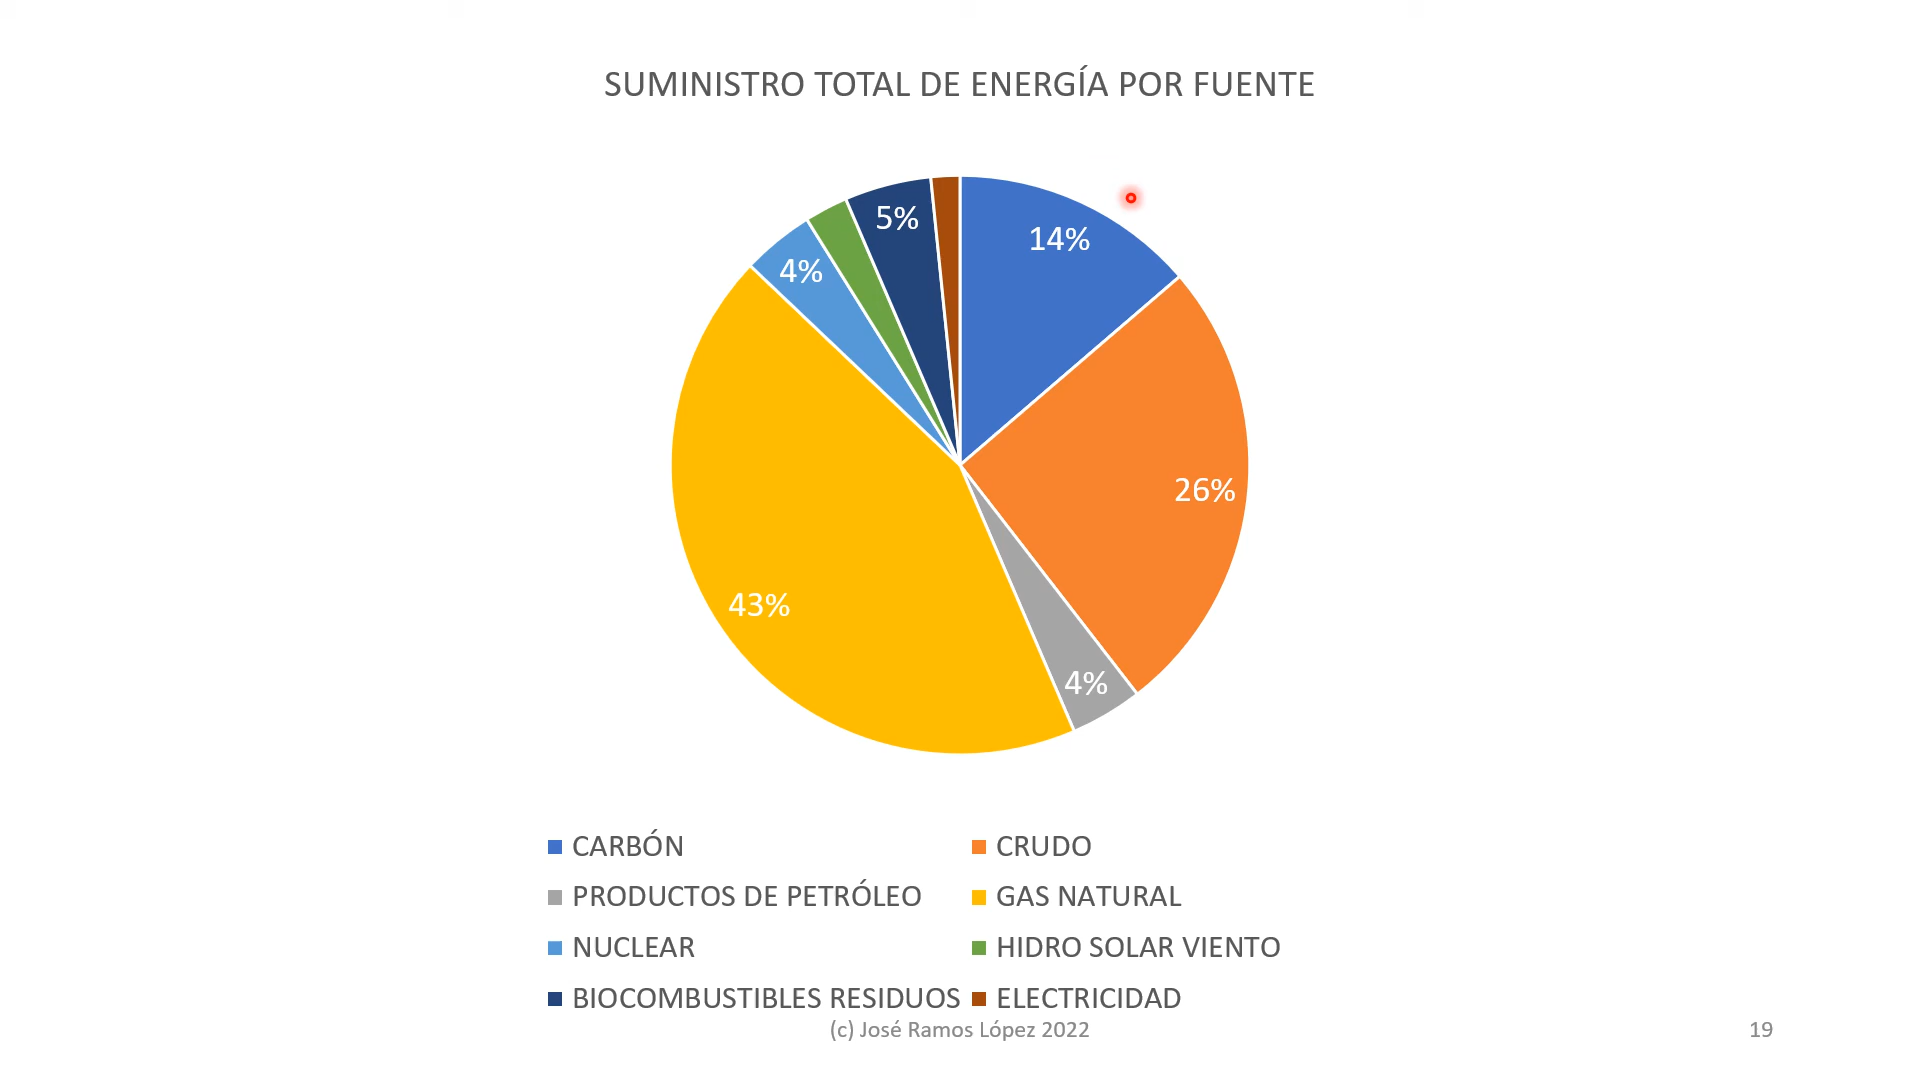 SUMINISTRO TOTAL DE ENERGÍA POR FUENTE
5%
14%
4%
26%
43%
4%
CARBÓN
CRUDO
PRODUCTOS DE PETRÓLEO
GAS NATURAL
NUCLEAR
HIDRO SOLAR VIENTO
BIOCOMBUSTIBLES RESIDUOS
ELECTRICIDAD
(c) José Ramos López 2022
19